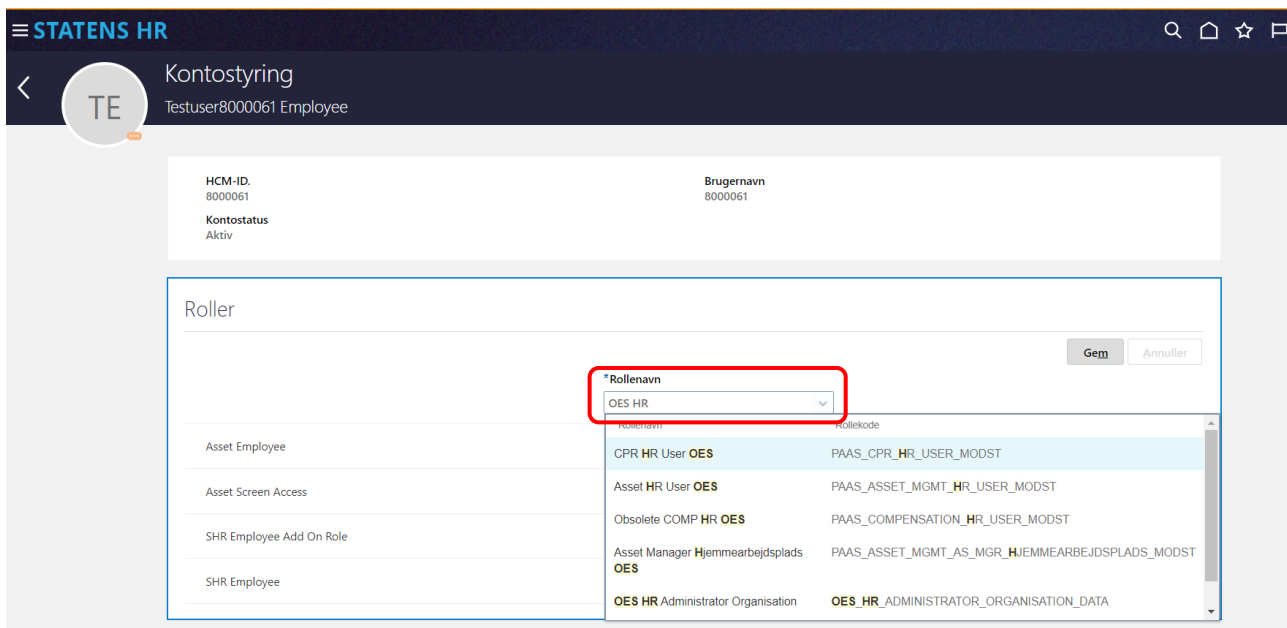 STATENS HR
Kontostyring
TE
Testuser8000061 Employee
HCM-ID.
8000061
Brugernavn
8000061
Kontostatus
Aktiv
Roller
Gem
Annuller
*Rollenavn
OES HR
Rollenavn Rollekode
Asset Employee
CPR HR User OES PAAS_CPR_HR_USER_MODST
Asset Screen Access
Asset HR User OES PAAS_ASSET_MGMT_HR_USER_MODST
Obsolete COMP HR OES PAAS_COMPENSATION_HR_USER_MODST
SHR Employee Add On Role
Asset Manager Hjemmearbejdsplads PAAS_ASSET_MGMT_AS_MGR_HJEMMEARBEJDSPLADS_MODST
OES
SHR Employee
OES HR Administrator Organisation OES_HR_ADMINISTRATOR_ORGANISATION_DATA